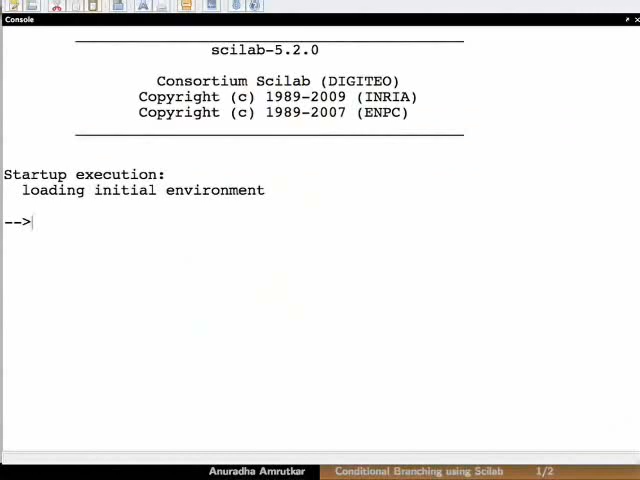 Console
scilab-5.2.0
Consortium Scilab (DIGITEO)
Copyright (c) 1989-2009 (INRIA)
Copyright (c) 1989-2007 (ENPC)
Startup execution:
loading initial environment
-->
Anuradha Amrutkar Conditional Branching using Scilab 1/2